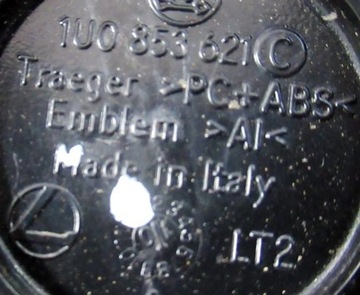 1U0 853 621 C
Traeger >PC+ABS<
Emblem >Al<
Made in Italy
LT2